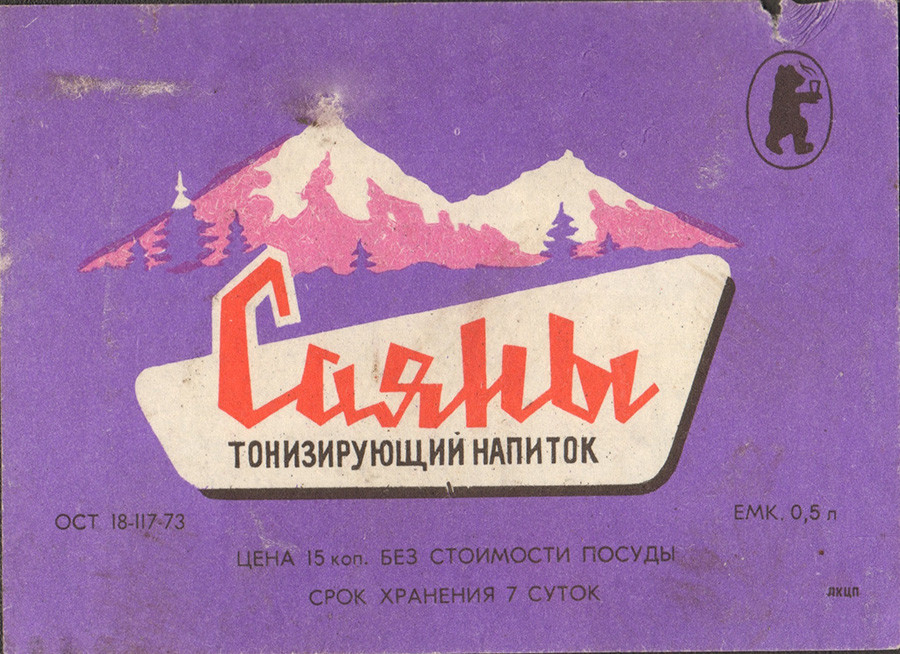 Саяны
ТОНИЗИРУЮЩИЙ НАПИТОК
ОСТ 18-117-73
ЕМК. 0,5 л
ЦЕНА 15 коп. БЕЗ СТОИМОСТИ ПОСУДЫ
СРОК ХРАНЕНИЯ 7 СУТОК
ЯКЦП